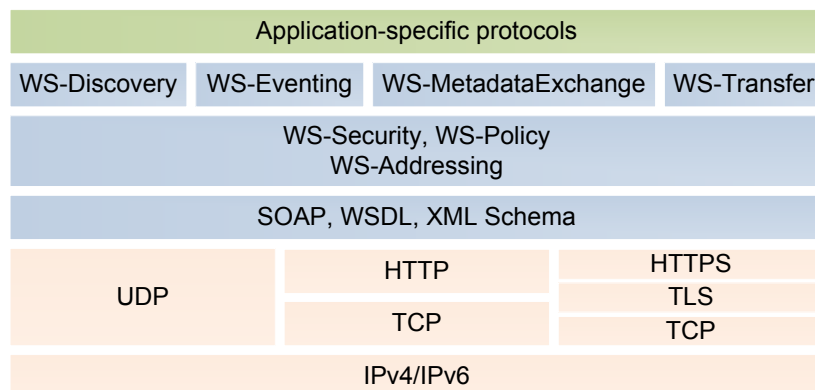 Application-specific protocols
WS-Discovery
WS-Eventing
WS-MetadataExchange
WS-Transfer
WS-Security, WS-Policy
WS-Addressing
SOAP, WSDL, XML Schema
UDP
HTTP
TCP
HTTPS
TLS
TCP
IPv4/IPv6